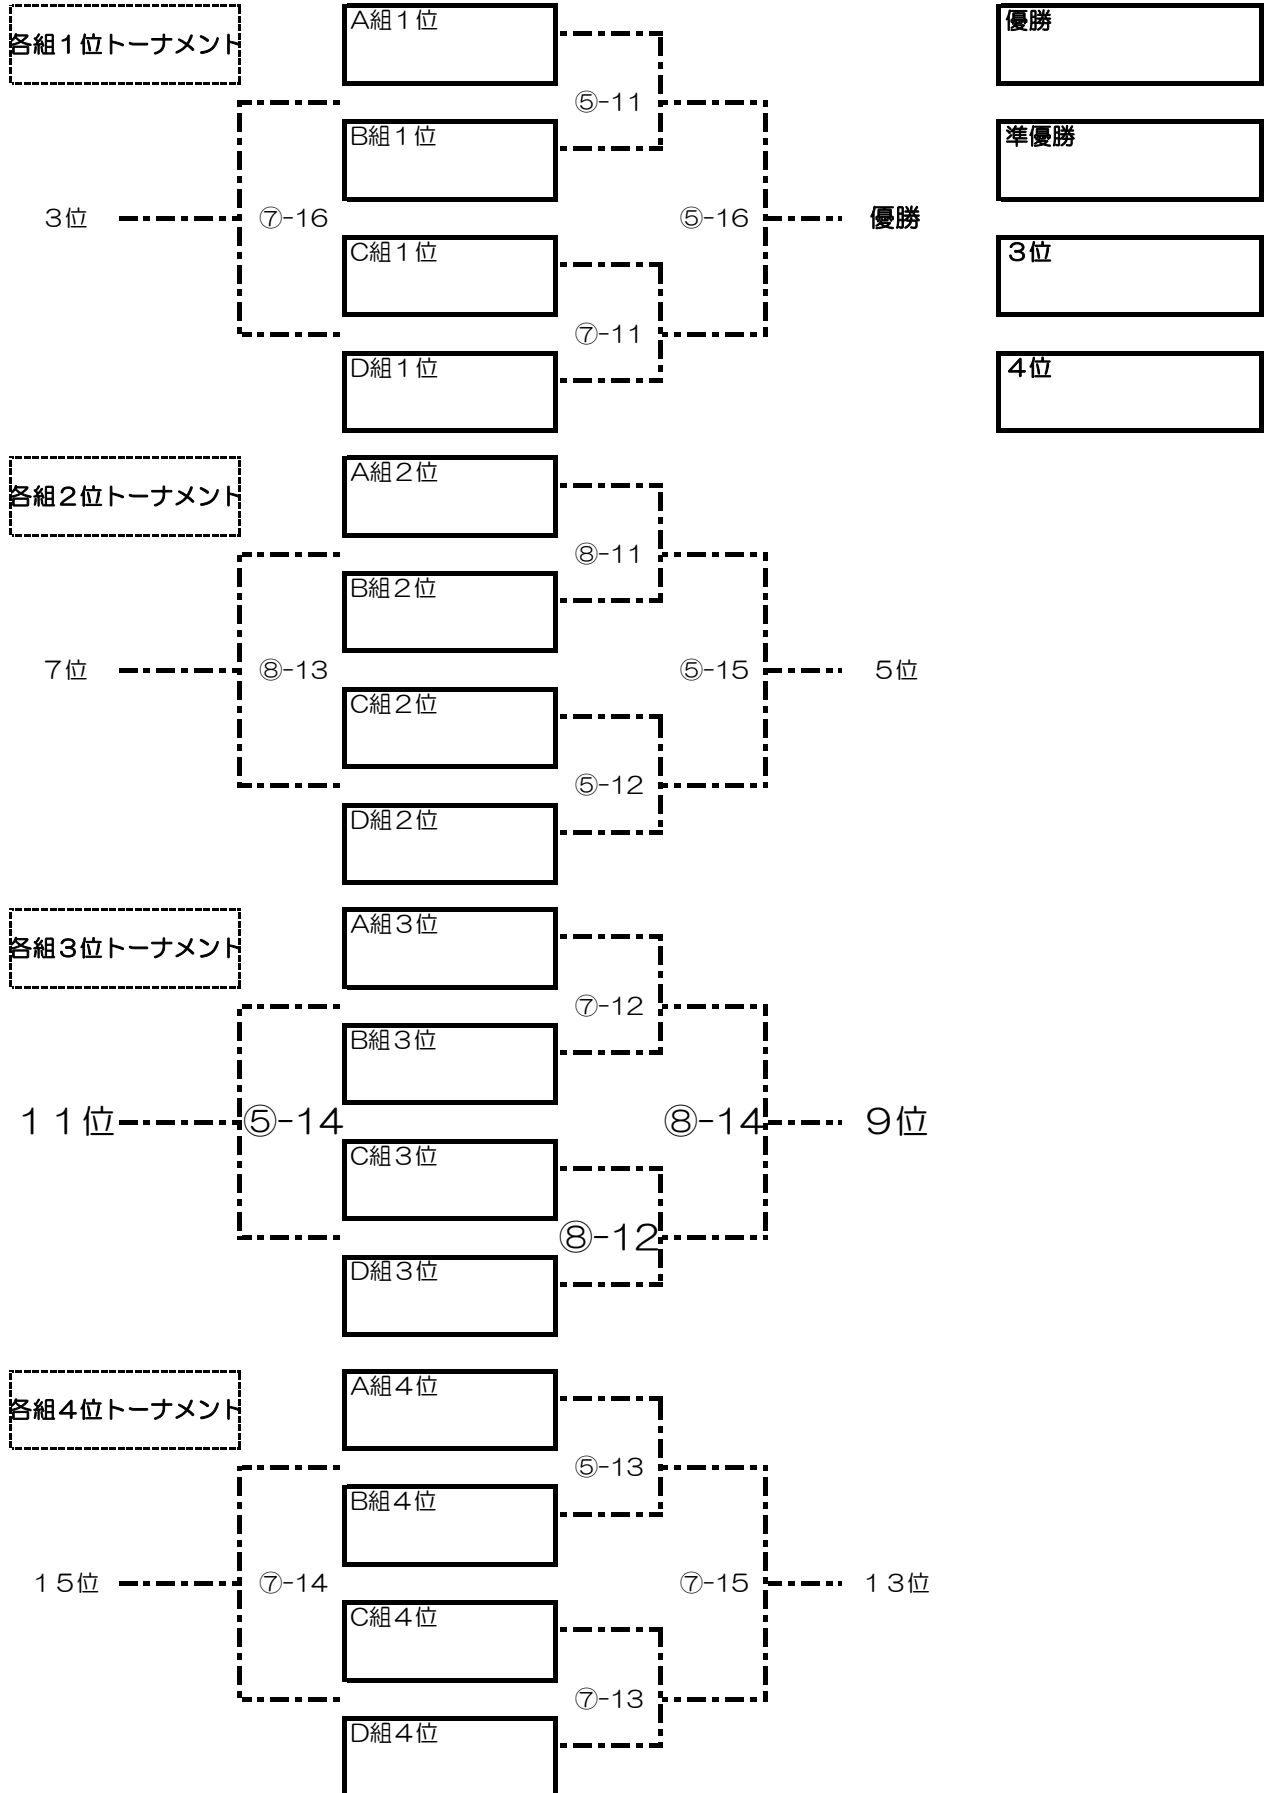 各組１位トーナメント
A組１位
優勝
⑤-11
B組１位
準優勝
３位
⑦-16
⑤-16
優勝
C組１位
３位
⑦-11
D組１位
４位
各組２位トーナメント
A組２位
⑧-11
B組２位
７位
⑧-13
⑤-15
５位
C組２位
⑤-12
D組２位
各組３位トーナメント
A組３位
⑦-12
B組３位
１１位
⑤-14
⑧-14
９位
C組３位
⑧-12
D組３位
各組４位トーナメント
A組４位
⑤-13
B組４位
１５位
⑦-14
⑦-15
１３位
C組４位
⑦-13
D組４位